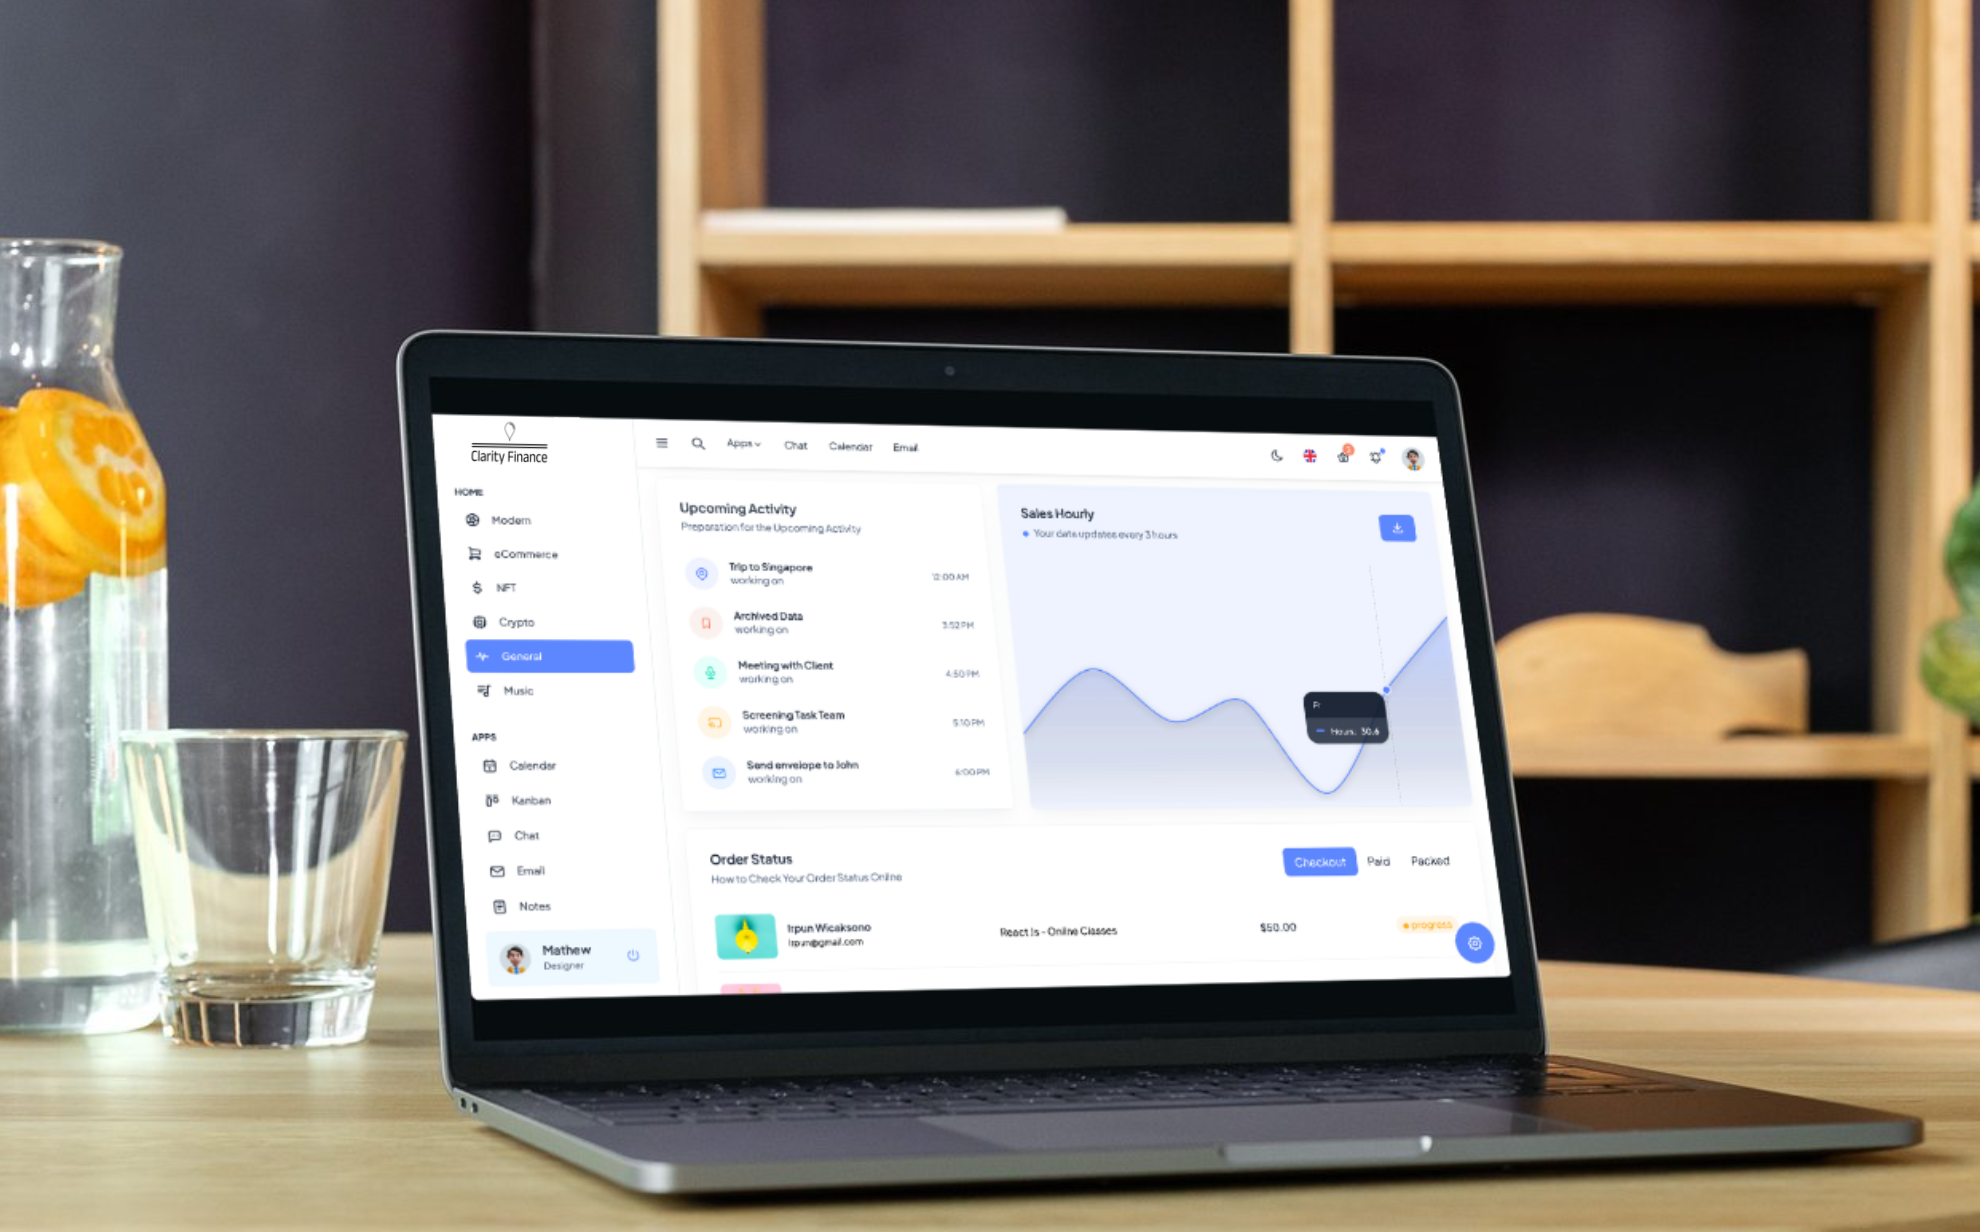 Clarity Finance
HOME
Modern
eCommerce
NFT
Crypto
General
Music
APPS
Calendar
Kanban
Chat
Email
Notes
Mathew
Designer
Apps
Chat
Calendar
Email
Upcoming Activity
Preparation for the Upcoming Activity
Trip to Singapore
working on
12:00 AM
Archived Data
working on
3:52 PM
Meeting with Client
working on
4:50 PM
Screening Task Team
working on
5:10 PM
Send envelope to John
working on
6:00 PM
Sales Hourly
Your data updates every 3 hours
Hours: 30.6
Order Status
How to Check Your Order Status Online
Checkout
Paid
Packed
Irpun Wicaksono
Irpun@gmail.com
React Js - Online Classes
$50.00
progress